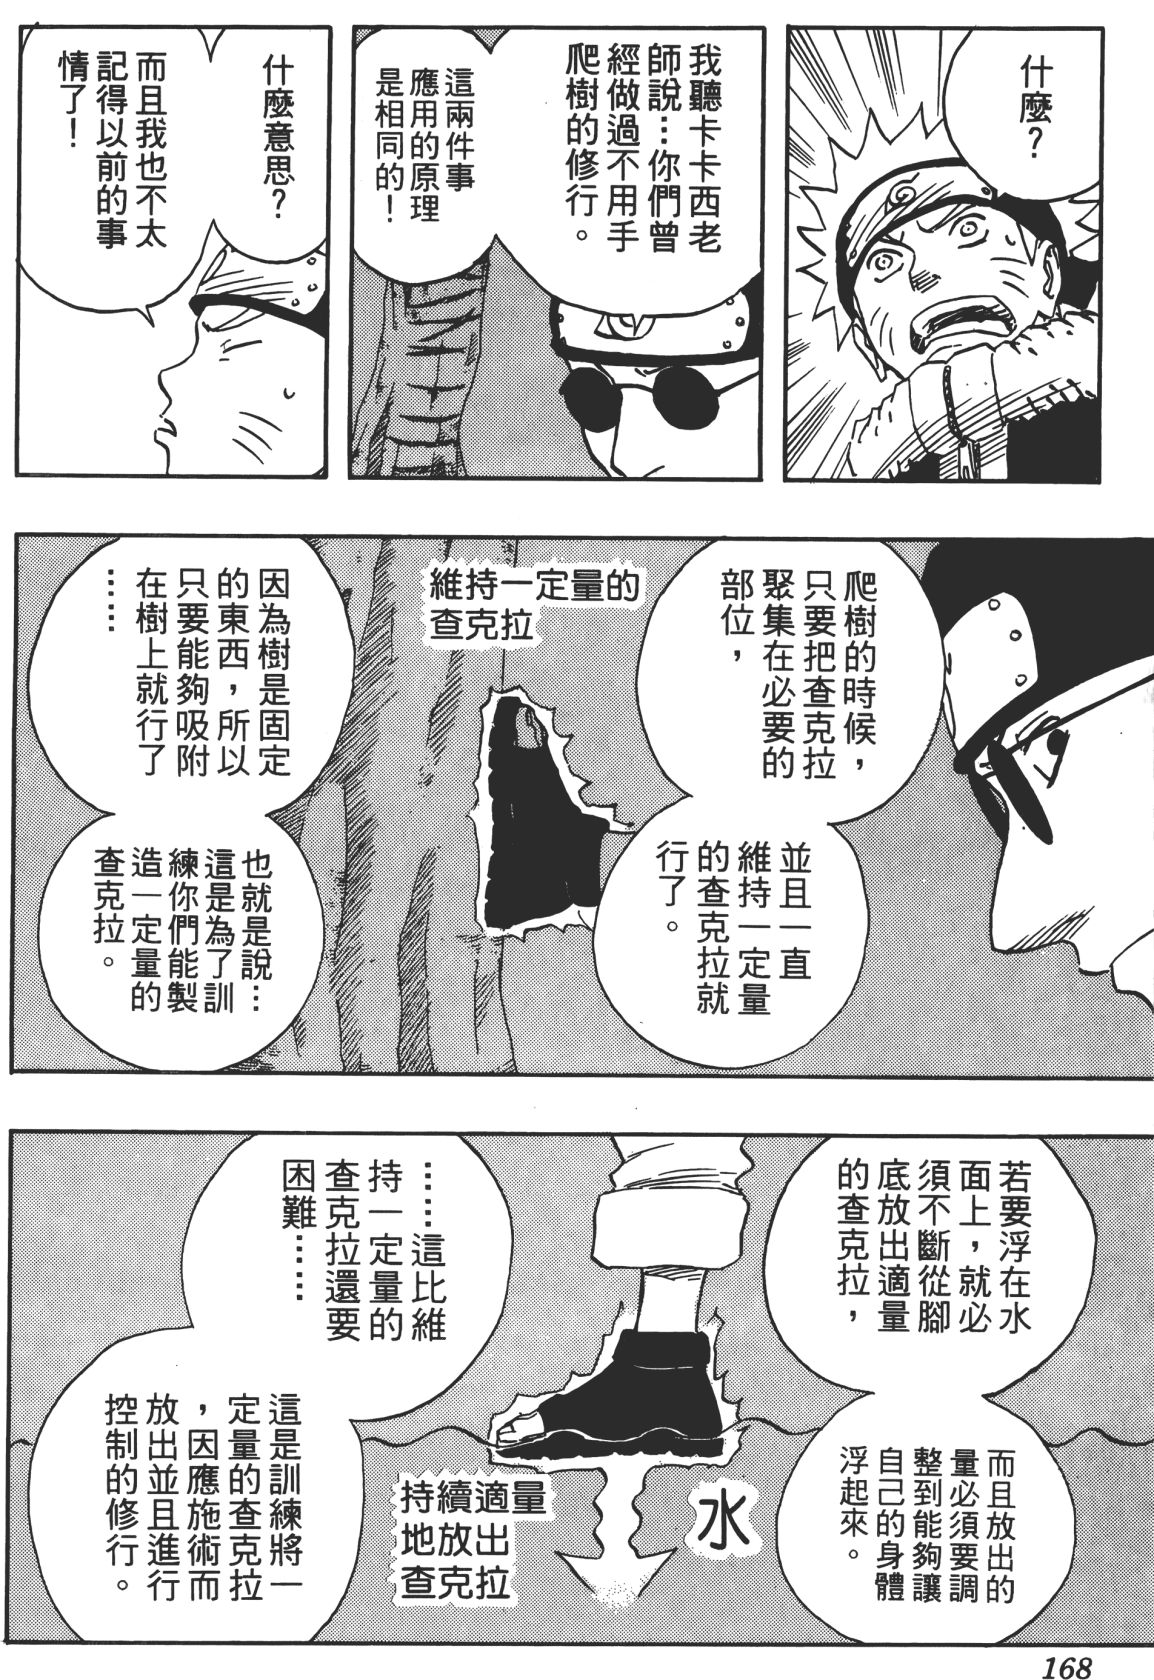 什麼？
我聽卡卡西老
師說…你們曾
經做過不用手
爬樹的修行。
這兩件事
應用的原理
是相同的！
什麼意思？
而且我也不太
記得以前的事
情了！
爬樹的時候，
只要把查克拉
聚集在必要的
部位，
並且一直
維持一定量
的查克拉就
行了。
維持一定量的
查克拉
因為樹是固定
的東西，所以
只要能夠吸附
在樹上就行了
……
也就是說…
這是為了訓
練你們能製
造一定量的
查克拉。
若要浮在水
面上，就必
須不斷從腳
底放出適量
的查克拉，
而且放出的
量必須要調
整到能夠讓
自己的身體
浮起來。
水
持續適量
地放出
查克拉
……這比維
持一定量的
查克拉還要
困難……
這是訓練將一
定量的查克拉
，因應施術而
放出並且進行
控制的修行。
168